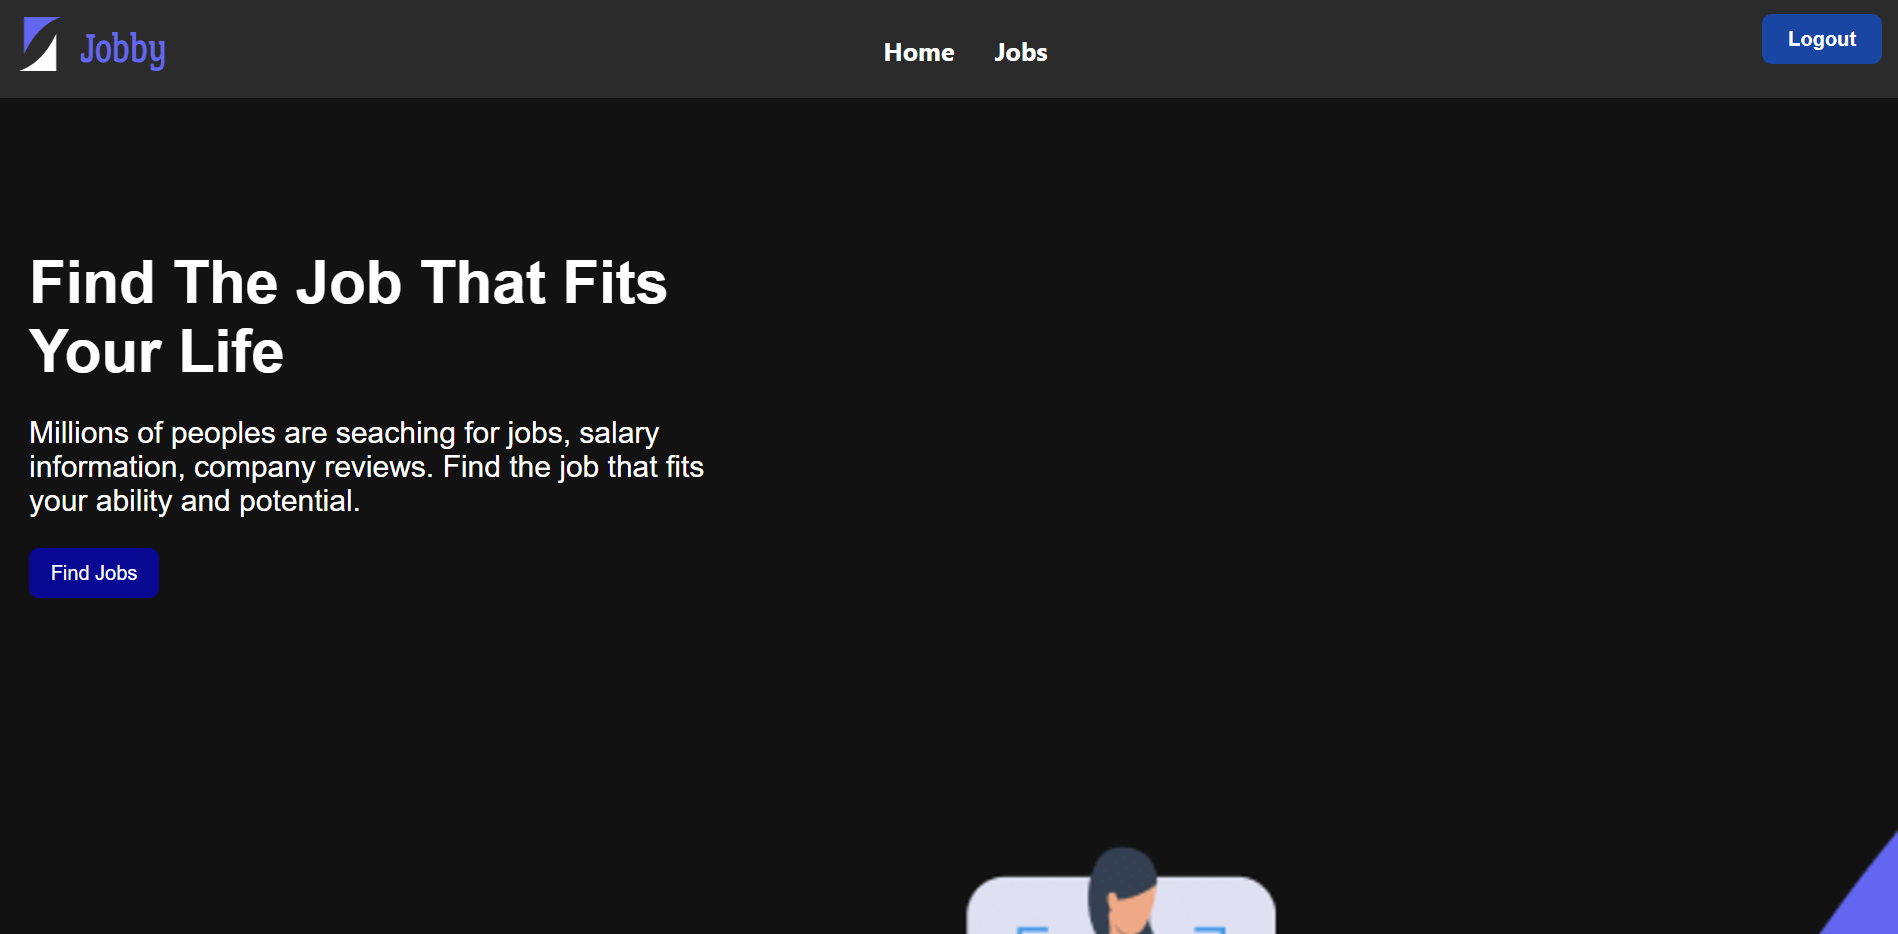 Jobby
Home Jobs
Logout
Find The Job That Fits
Your Life
Millions of peoples are seaching for jobs, salary
information, company reviews. Find the job that fits
your ability and potential.
Find Jobs